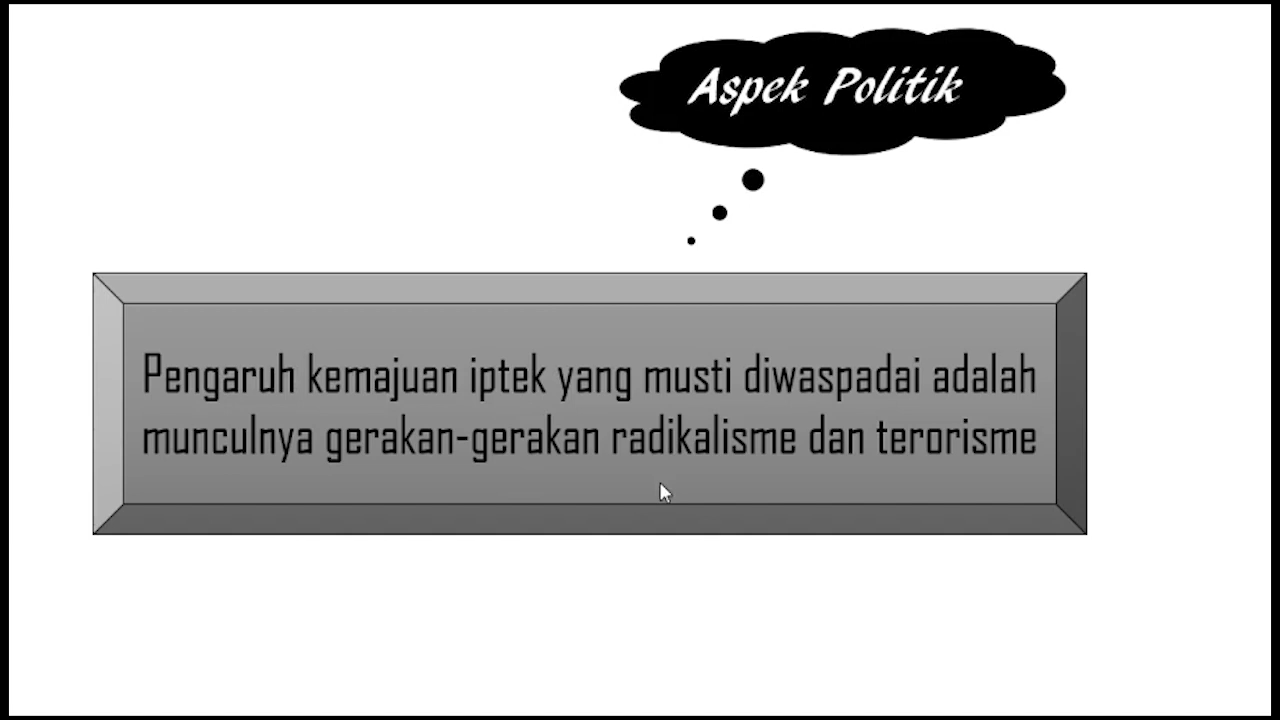 Aspek Politik
Pengaruh kemajuan iptek yang musti diwaspadai adalah
munculnya gerakan-gerakan radikalisme dan terorisme